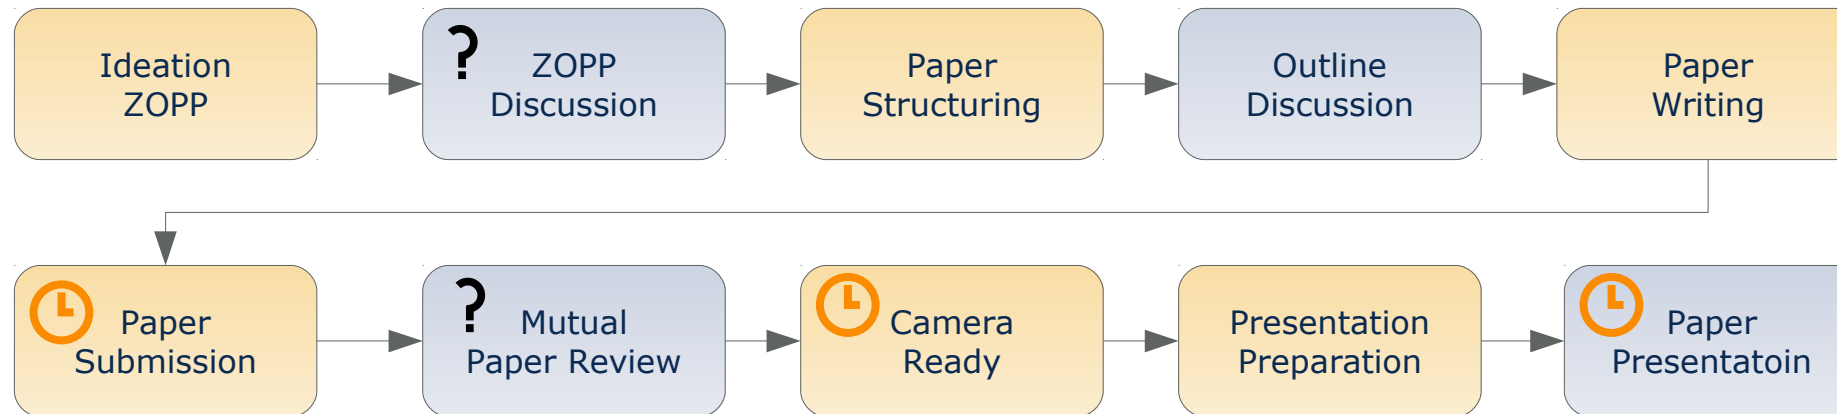 Ideation
ZOPP
?
ZOPP
Discussion
Paper
Structuring
Outline
Discussion
Paper
Writing
Paper
Submission
?
Mutual
Paper Review
Camera
Ready
Presentation
Preparation
Paper
Presentatoin